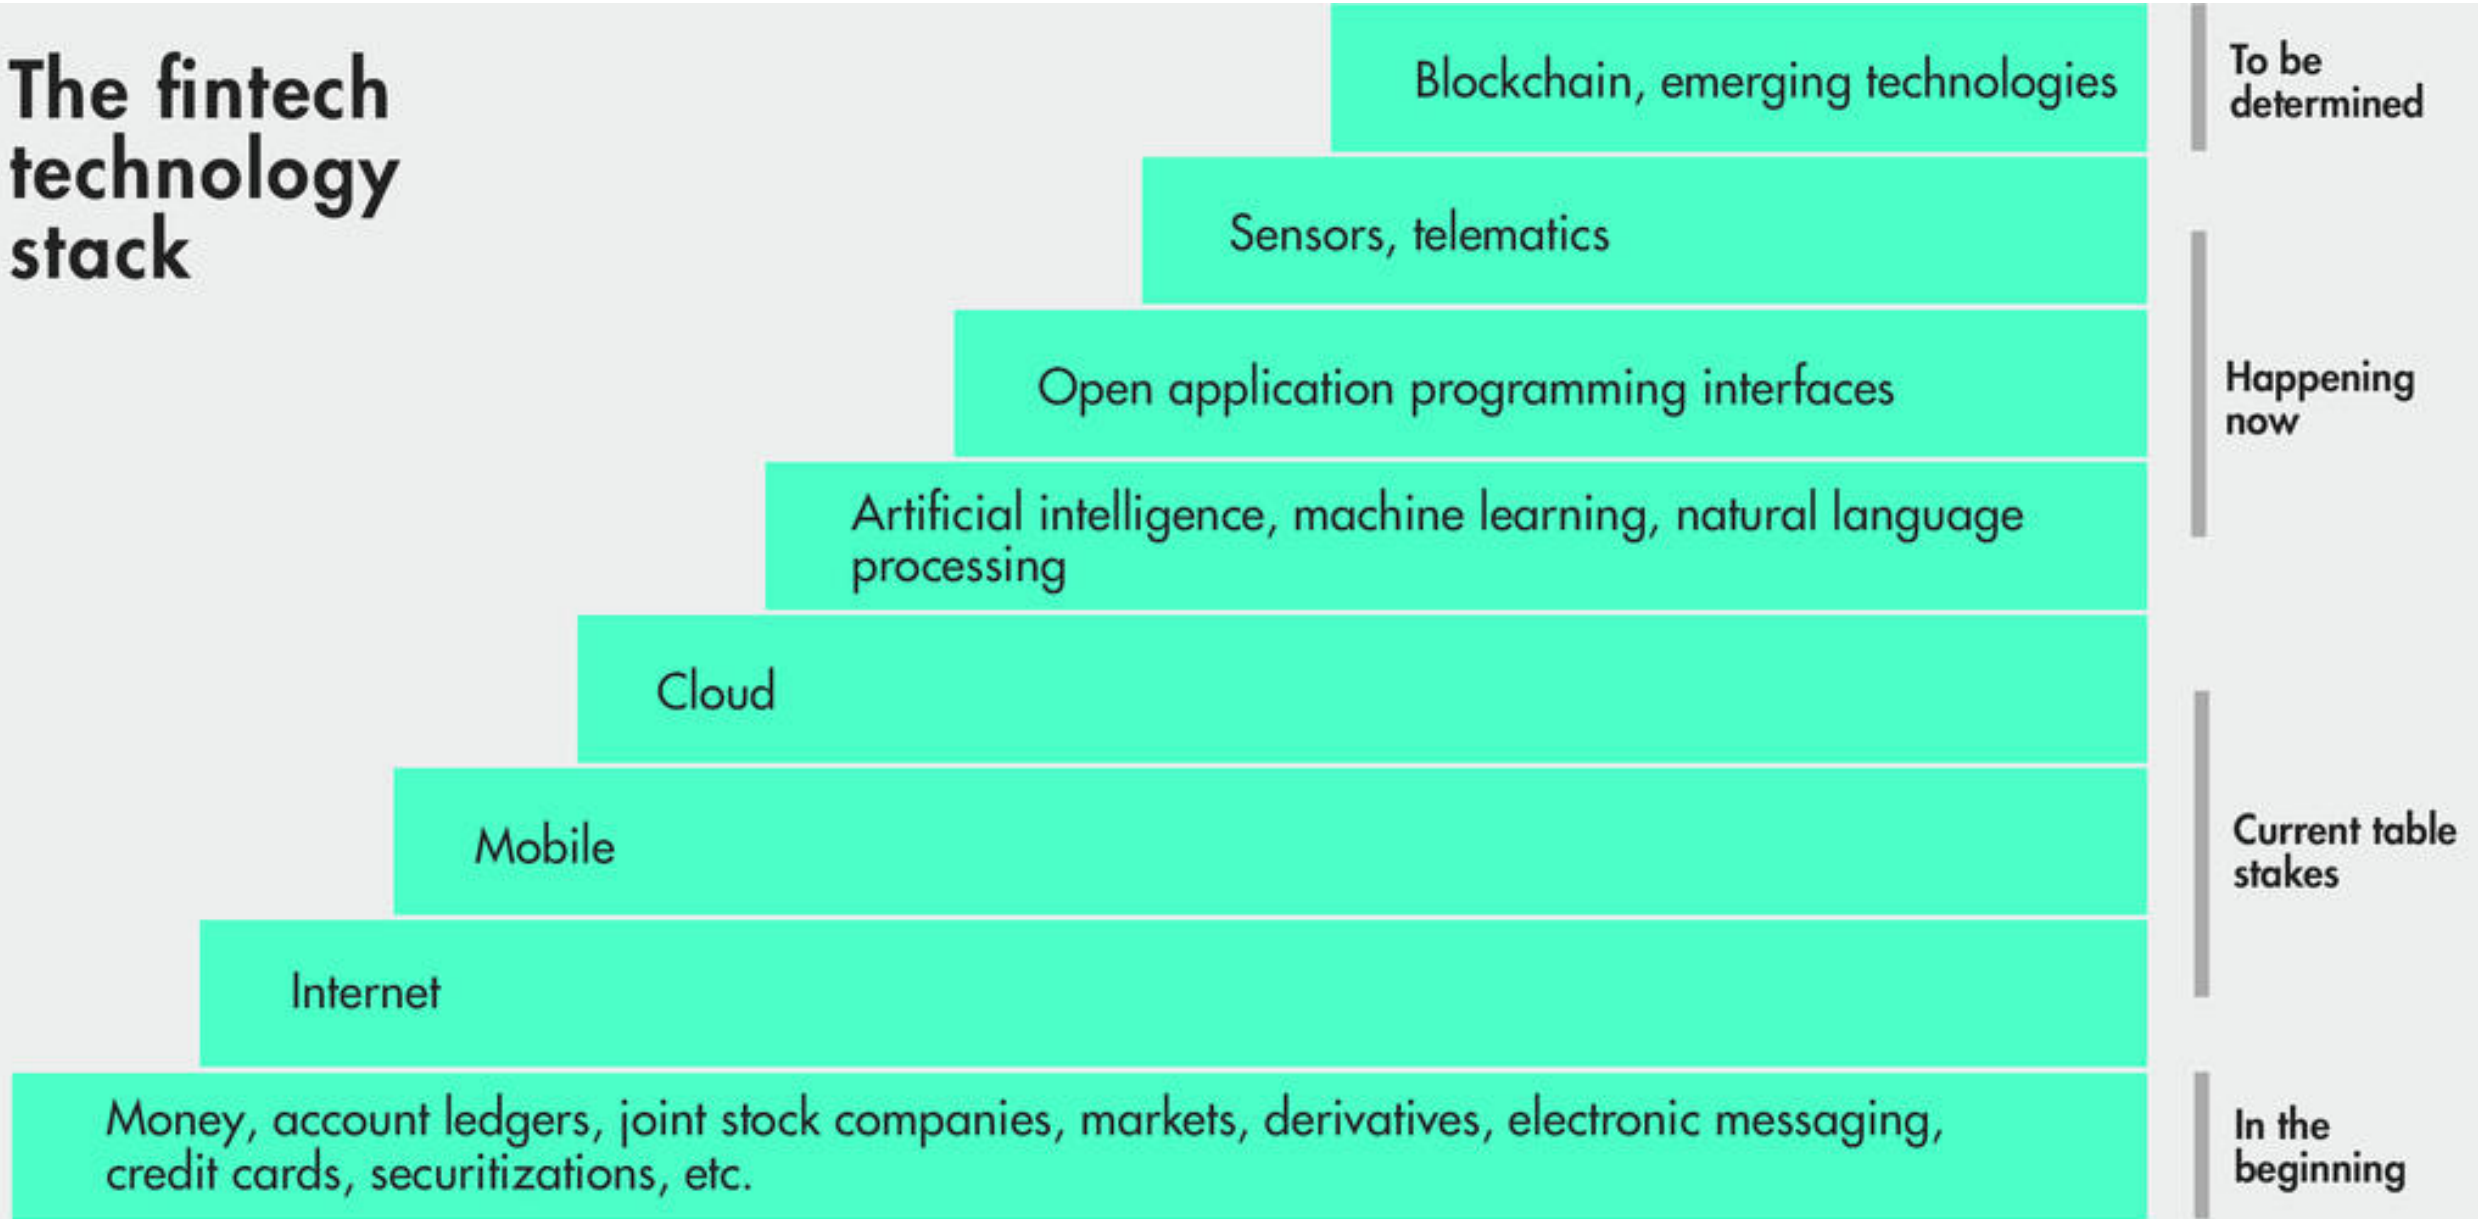 The fintech
technology
stack
Blockchain, emerging technologies
To be
determined
Sensors, telematics
Open application programming interfaces
Happening
now
Artificial intelligence, machine learning, natural language
processing
Cloud
Mobile
Current table
stakes
Internet
Money, account ledgers, joint stock companies, markets, derivatives, electronic messaging,
credit cards, securitizations, etc.
In the
beginning